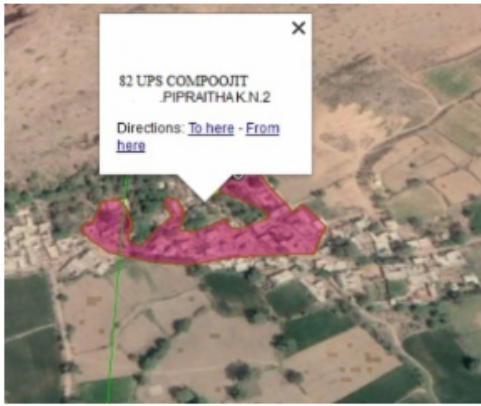 82 UPS COMPOOJIT
.PIPRAITHA K.N.2
Directions: To here - From
here